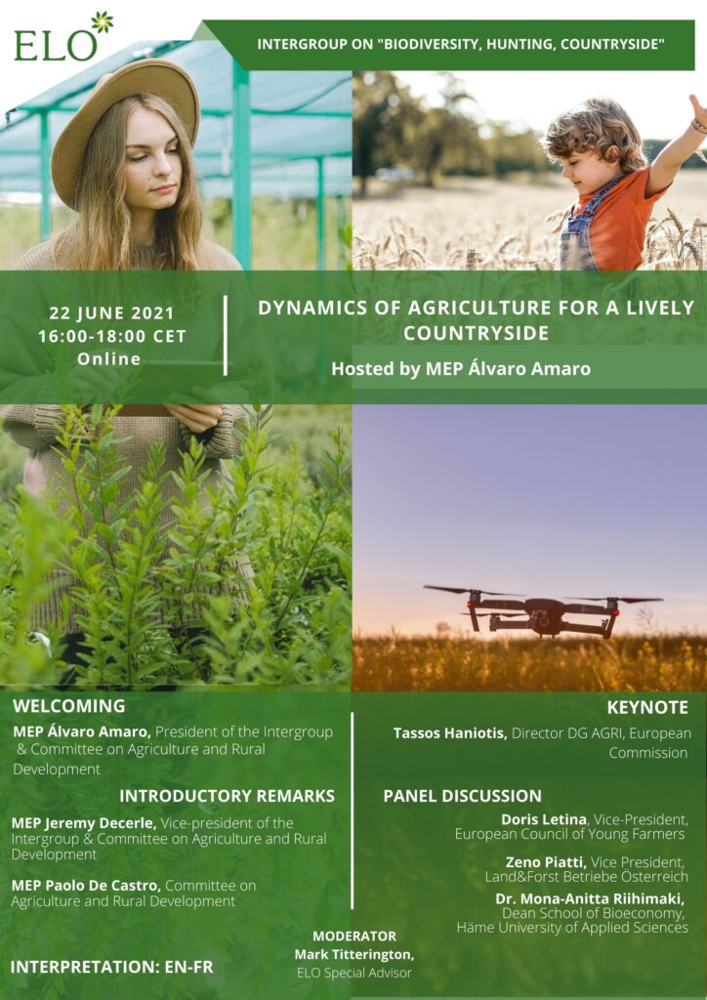 ELO
INTERGROUP ON "BIODIVERSITY, HUNTING, COUNTRYSIDE"
22 JUNE 2021
16:00-18:00 CET
Online
DYNAMICS OF AGRICULTURE FOR A LIVELY
COUNTRYSIDE
Hosted by MEP Álvaro Amaro
WELCOMING
MEP Álvaro Amaro, President of the Intergroup
& Committee on Agriculture and Rural
Development
INTRODUCTORY REMARKS
MEP Jeremy Decerle, Vice-president of the
Intergroup & Committee on Agriculture and Rural
Development
MEP Paolo De Castro, Committee on
Agriculture and Rural Development
KEYNOTE
Tassos Haniotis, Director DG AGRI, European
Commission
PANEL DISCUSSION
Doris Letina, Vice-President,
European Council of Young Farmers
Zeno Piatti, Vice President,
Land&Forst Betriebe Österreich
Dr. Mona-Anitta Riihimaki,
Dean School of Bioeconomy,
Häme University of Applied Sciences
MODERATOR
Mark Titterington,
ELO Special Advisor
INTERPRETATION: EN-FR